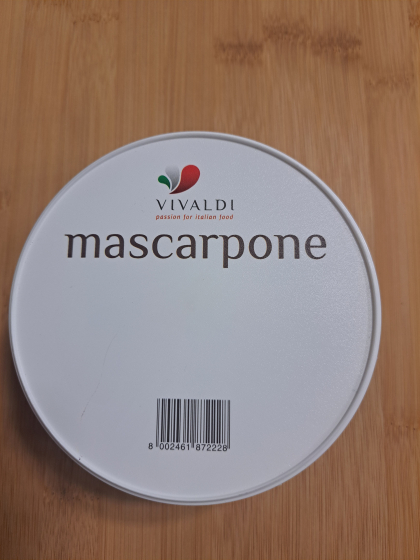 VIVALDI
passion for italian food
mascarpone
8 002461 872228